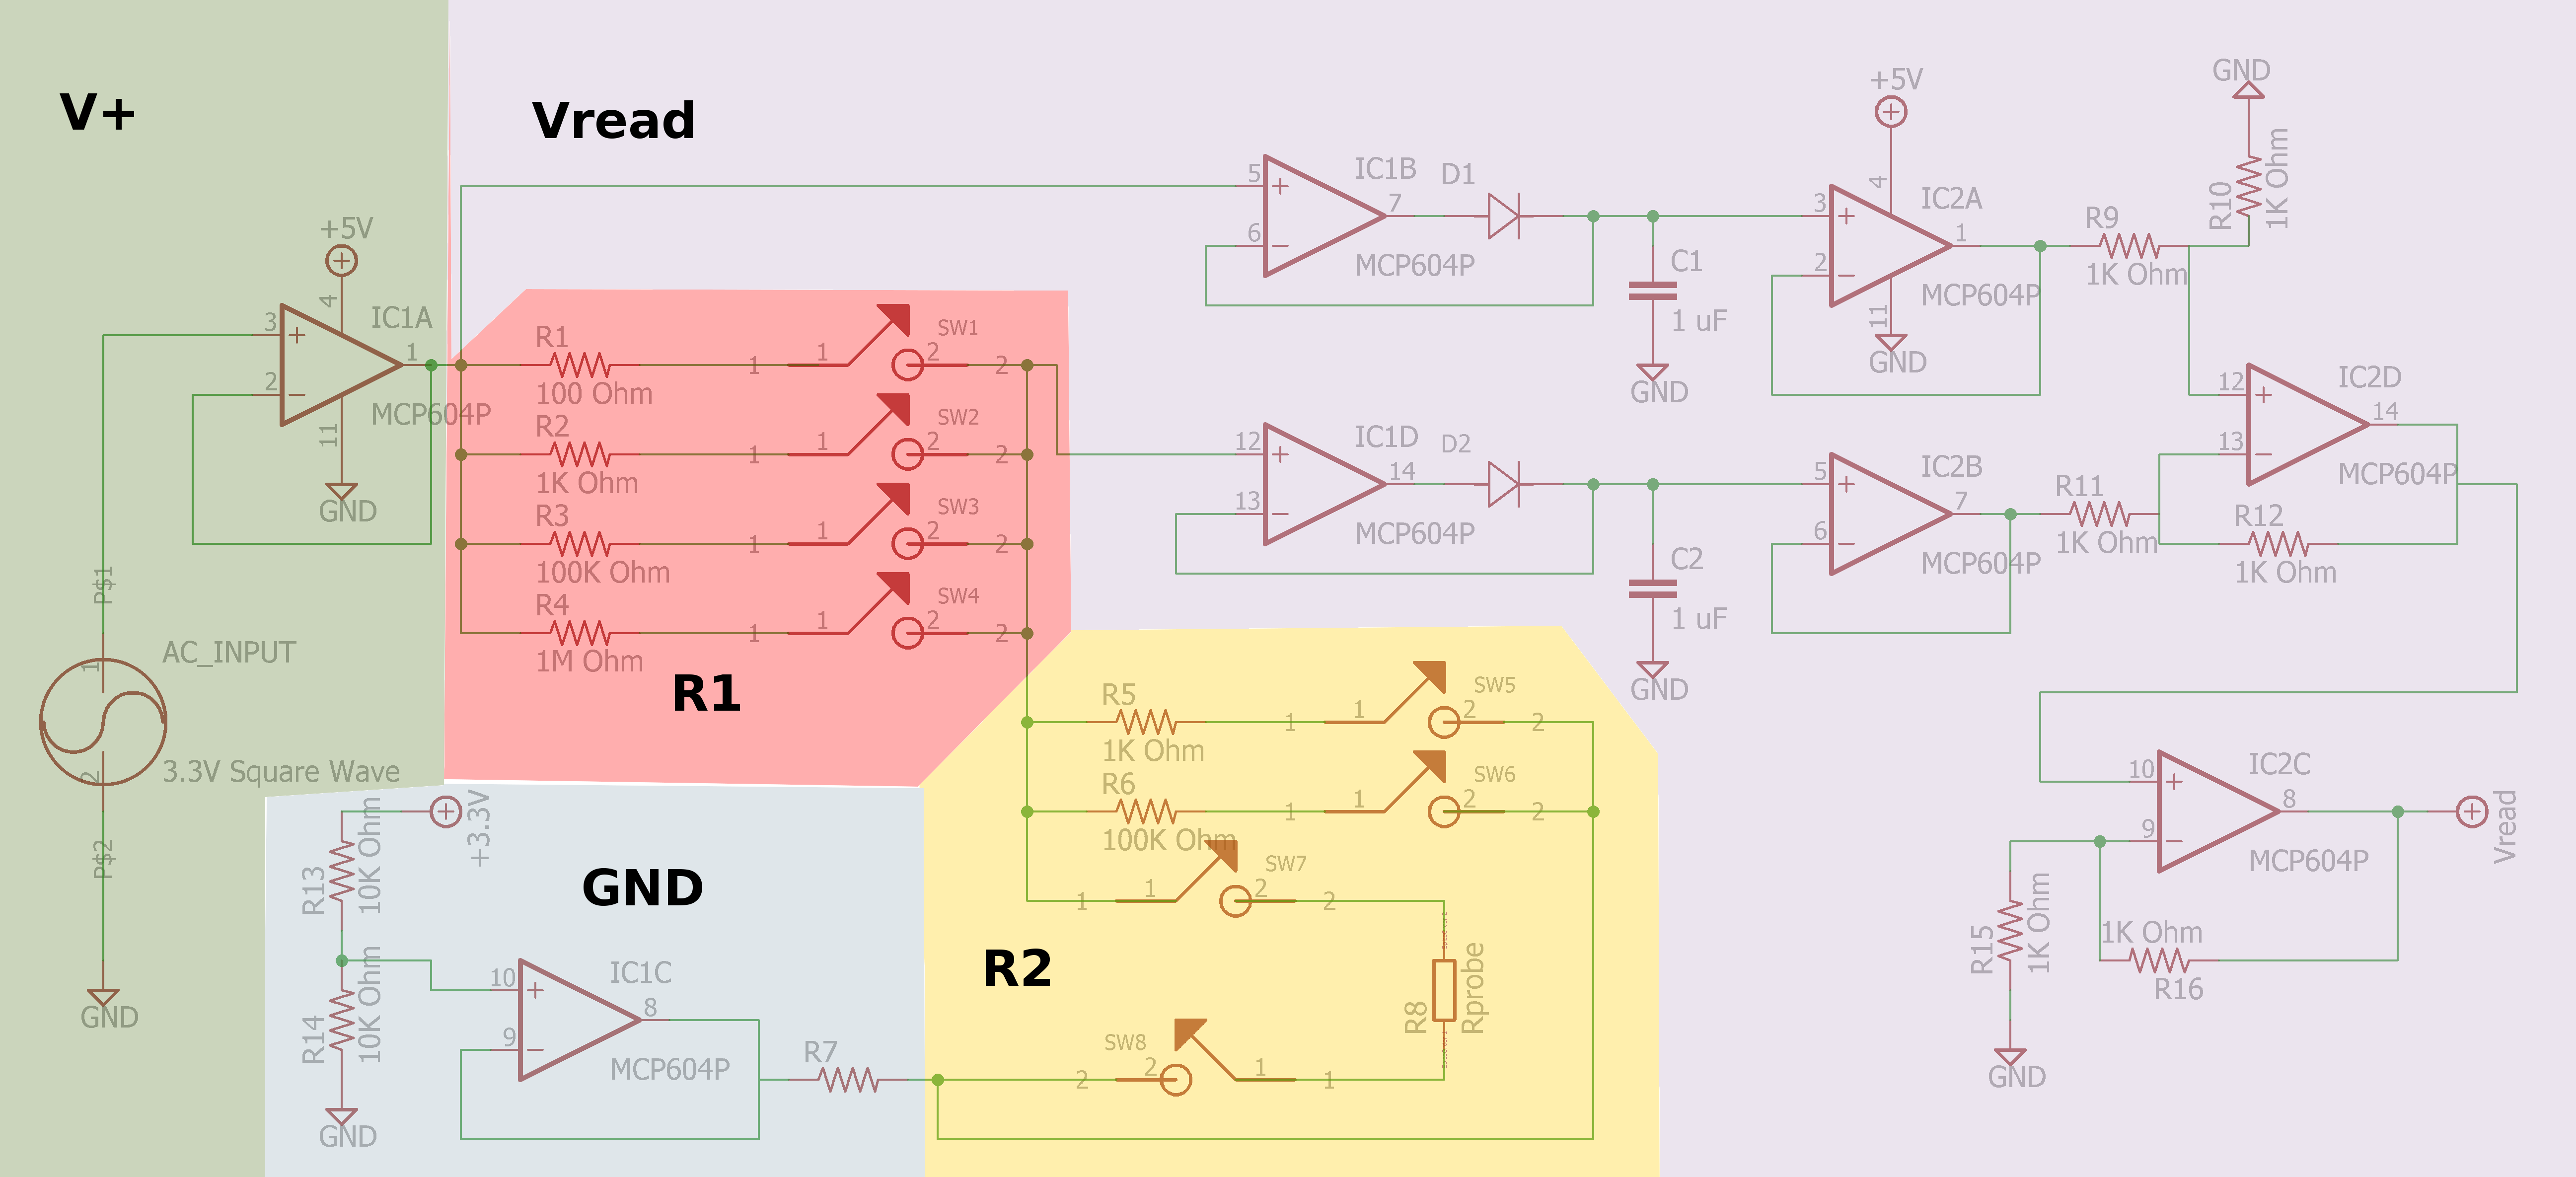 V+
+5V
4
3
IC1A
1
2
MCP604P
11
GND
P$1
AC_INPUT
1
2
3.3V Square Wave
P$2
GND
Vread
R1
100 Ohm
1
1
SW1
2
2
R2
1K Ohm
1
1
SW2
2
2
R3
100K Ohm
1
1
SW3
2
2
R4
1M Ohm
1
1
SW4
2
2
R1
5
IC1B
7
6
MCP604P
D1
C1
1 uF
GND
12
IC1D
14
13
MCP604P
D2
C2
1 uF
GND
+5V
4
3
IC2A
1
2
MCP604P
11
GND
R9
1K Ohm
GND
R10
1K Ohm
5
IC2B
7
6
MCP604P
R11
1K Ohm
12
IC2D
14
13
MCP604P
R12
1K Ohm
10
IC2C
8
9
MCP604P
Vread
R15
1K Ohm
GND
1K Ohm
R16
+3.3V
R13
10K Ohm
R14
10K Ohm
GND
GND
10
IC1C
8
9
MCP604P
R7
R5
1K Ohm
1
1
SW5
2
2
R6
100K Ohm
1
1
SW6
2
2
1
1
SW7
2
2
R2
R8
Rprobe
SW8
2
2
1
1